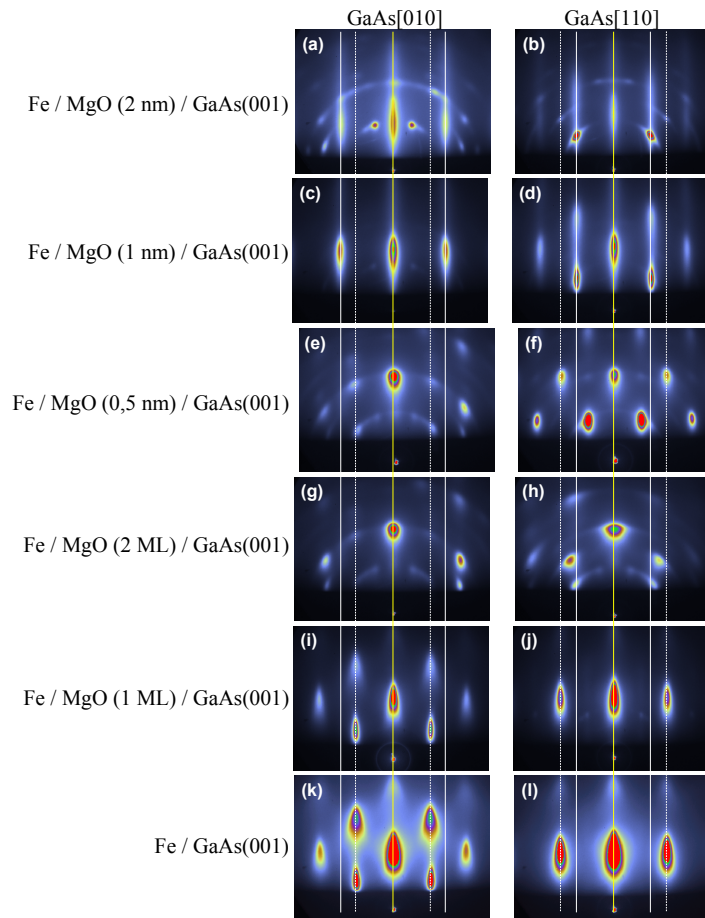 GaAs[010] GaAs[110]
(a) (b)
Fe / MgO (2 nm) / GaAs(001)
(c) (d)
Fe / MgO (1 nm) / GaAs(001)
(e) (f)
Fe / MgO (0,5 nm) / GaAs(001)
(g) (h)
Fe / MgO (2 ML) / GaAs(001)
(i) (j)
Fe / MgO (1 ML) / GaAs(001)
(k) (l)
Fe / GaAs(001)